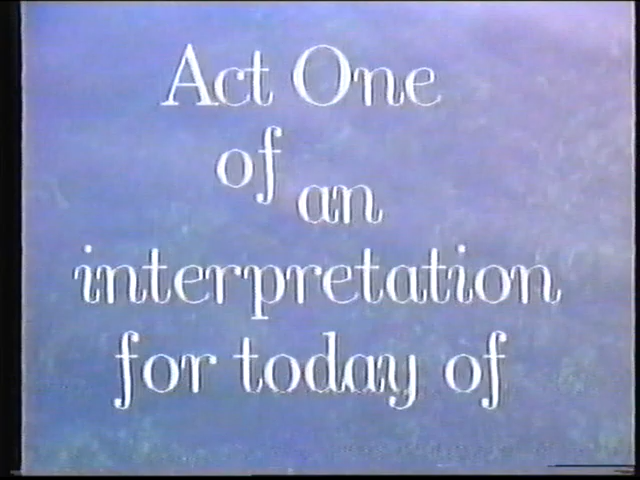 Act One
of
an
interpretation
for today of